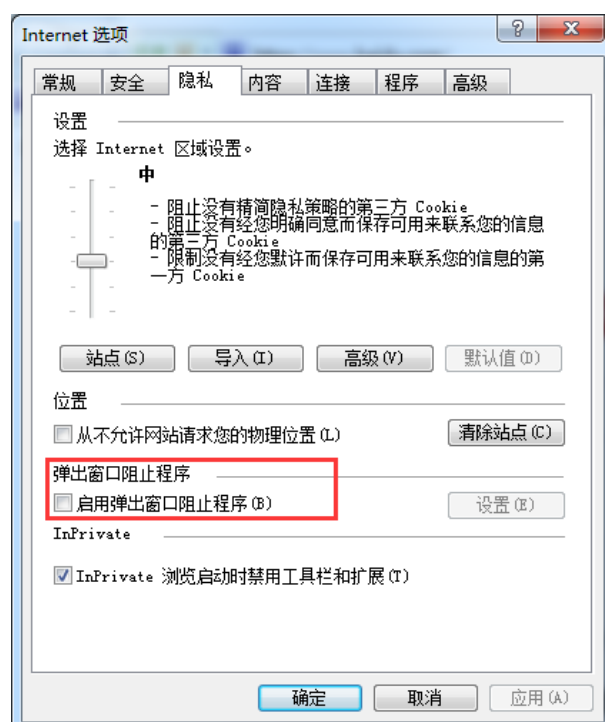 Internet 选项
常规 安全 隐私 内容 连接 程序 高级
设置
选择 Internet 区域设置。
中
- 阻止没有精简隐私策略的第三方 Cookie
- 阻止没有经您明确同意而保存可用来联系您的信息
的第三方 Cookie
- 限制没有经您默许而保存可用来联系您的信息的第
一方 Cookie
站点(S) 导入(I) 高级(V) 默认值(D)
位置
从不允许网站请求您的物理位置(L) 清除站点(C)
弹出窗口阻止程序
启用弹出窗口阻止程序(B) 设置(E)
InPrivate
InPrivate 浏览启动时禁用工具栏和扩展(T)
确定 取消 应用(A)